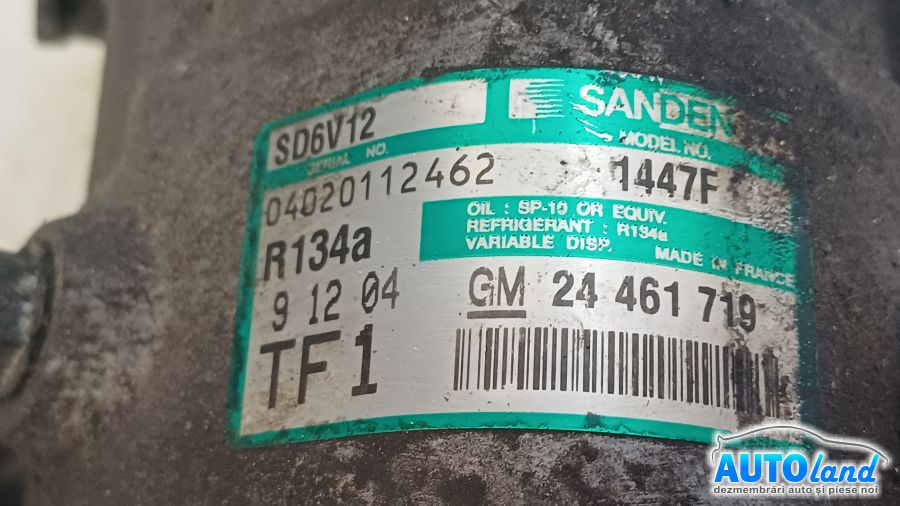 SD6V12
SANDEN
SERIAL NO.
MODEL NO.
04020112462
1447F
OIL : SP-10 OR EQUIV.
REFRIGERANT : R134a
VARIABLE DISP.
MADE IN FRANCE
R134a
9 12 04
GM 24 461 719
TF1
AUTOland
dezmembrări auto și piese noi